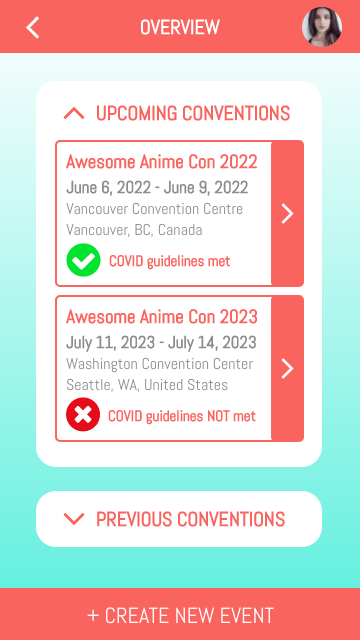 OVERVIEW
UPCOMING CONVENTIONS
Awesome Anime Con 2022
June 6, 2022 - June 9, 2022
Vancouver Convention Centre
Vancouver, BC, Canada
COVID guidelines met
Awesome Anime Con 2023
July 11, 2023 - July 14, 2023
Washington Convention Center
Seattle, WA, United States
COVID guidelines NOT met
PREVIOUS CONVENTIONS
+ CREATE NEW EVENT